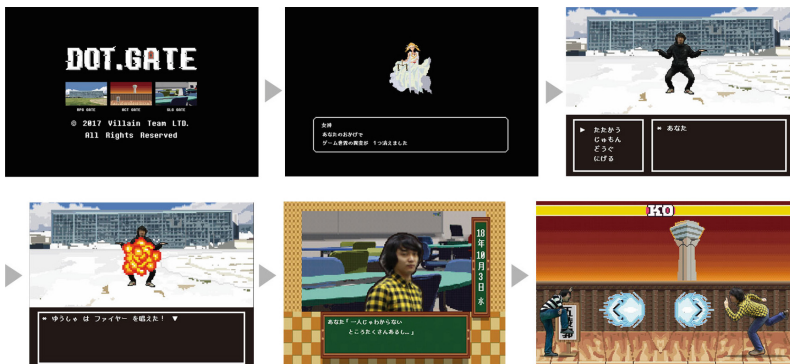 DOT.GATE
RPG GATE
ACT GATE
SLG GATE
© 2017 Villain Team LTD.
All Rights Reserved
女神
あなたのおかげで
ゲーム世界の異変が 1つ消えました
▶ たたかう
じゅもん
どうぐ
にげる
* あなた
* ゆうしゃ は ファイヤー を唱えた! ▼
18年10月3日 水
あなた『一人じゃわからない
ところたくさんあるし…』
KO